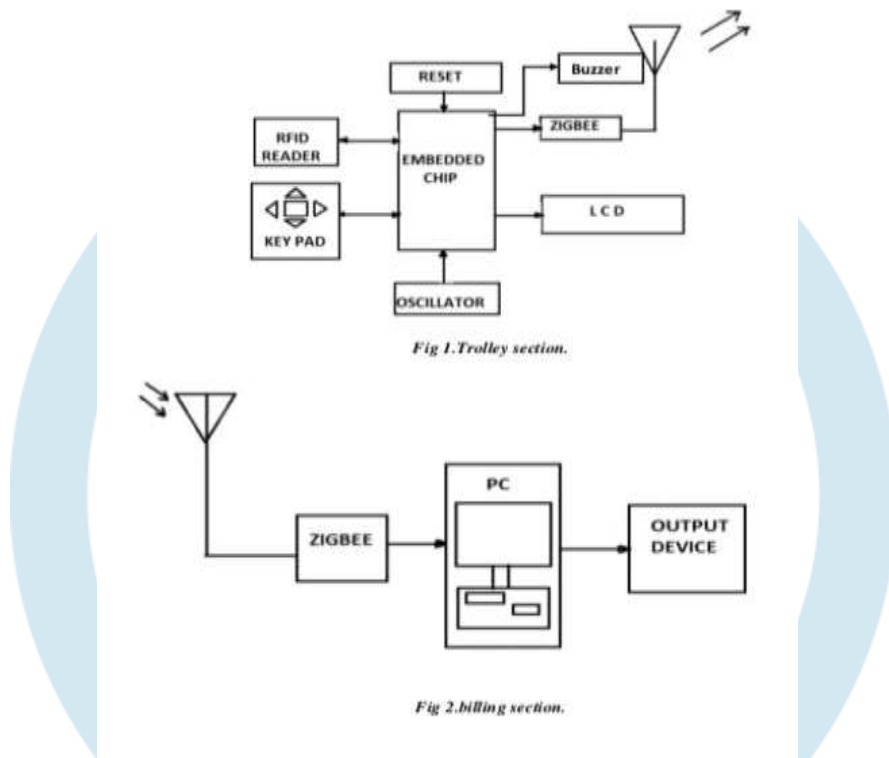 RESET
Buzzer
ZIGBEE
RFID
READER
EMBEDDED
CHIP
L C D
KEY PAD
OSCILLATOR
Fig 1.Trolley section.
ZIGBEE
PC
OUTPUT
DEVICE
Fig 2.billing section.